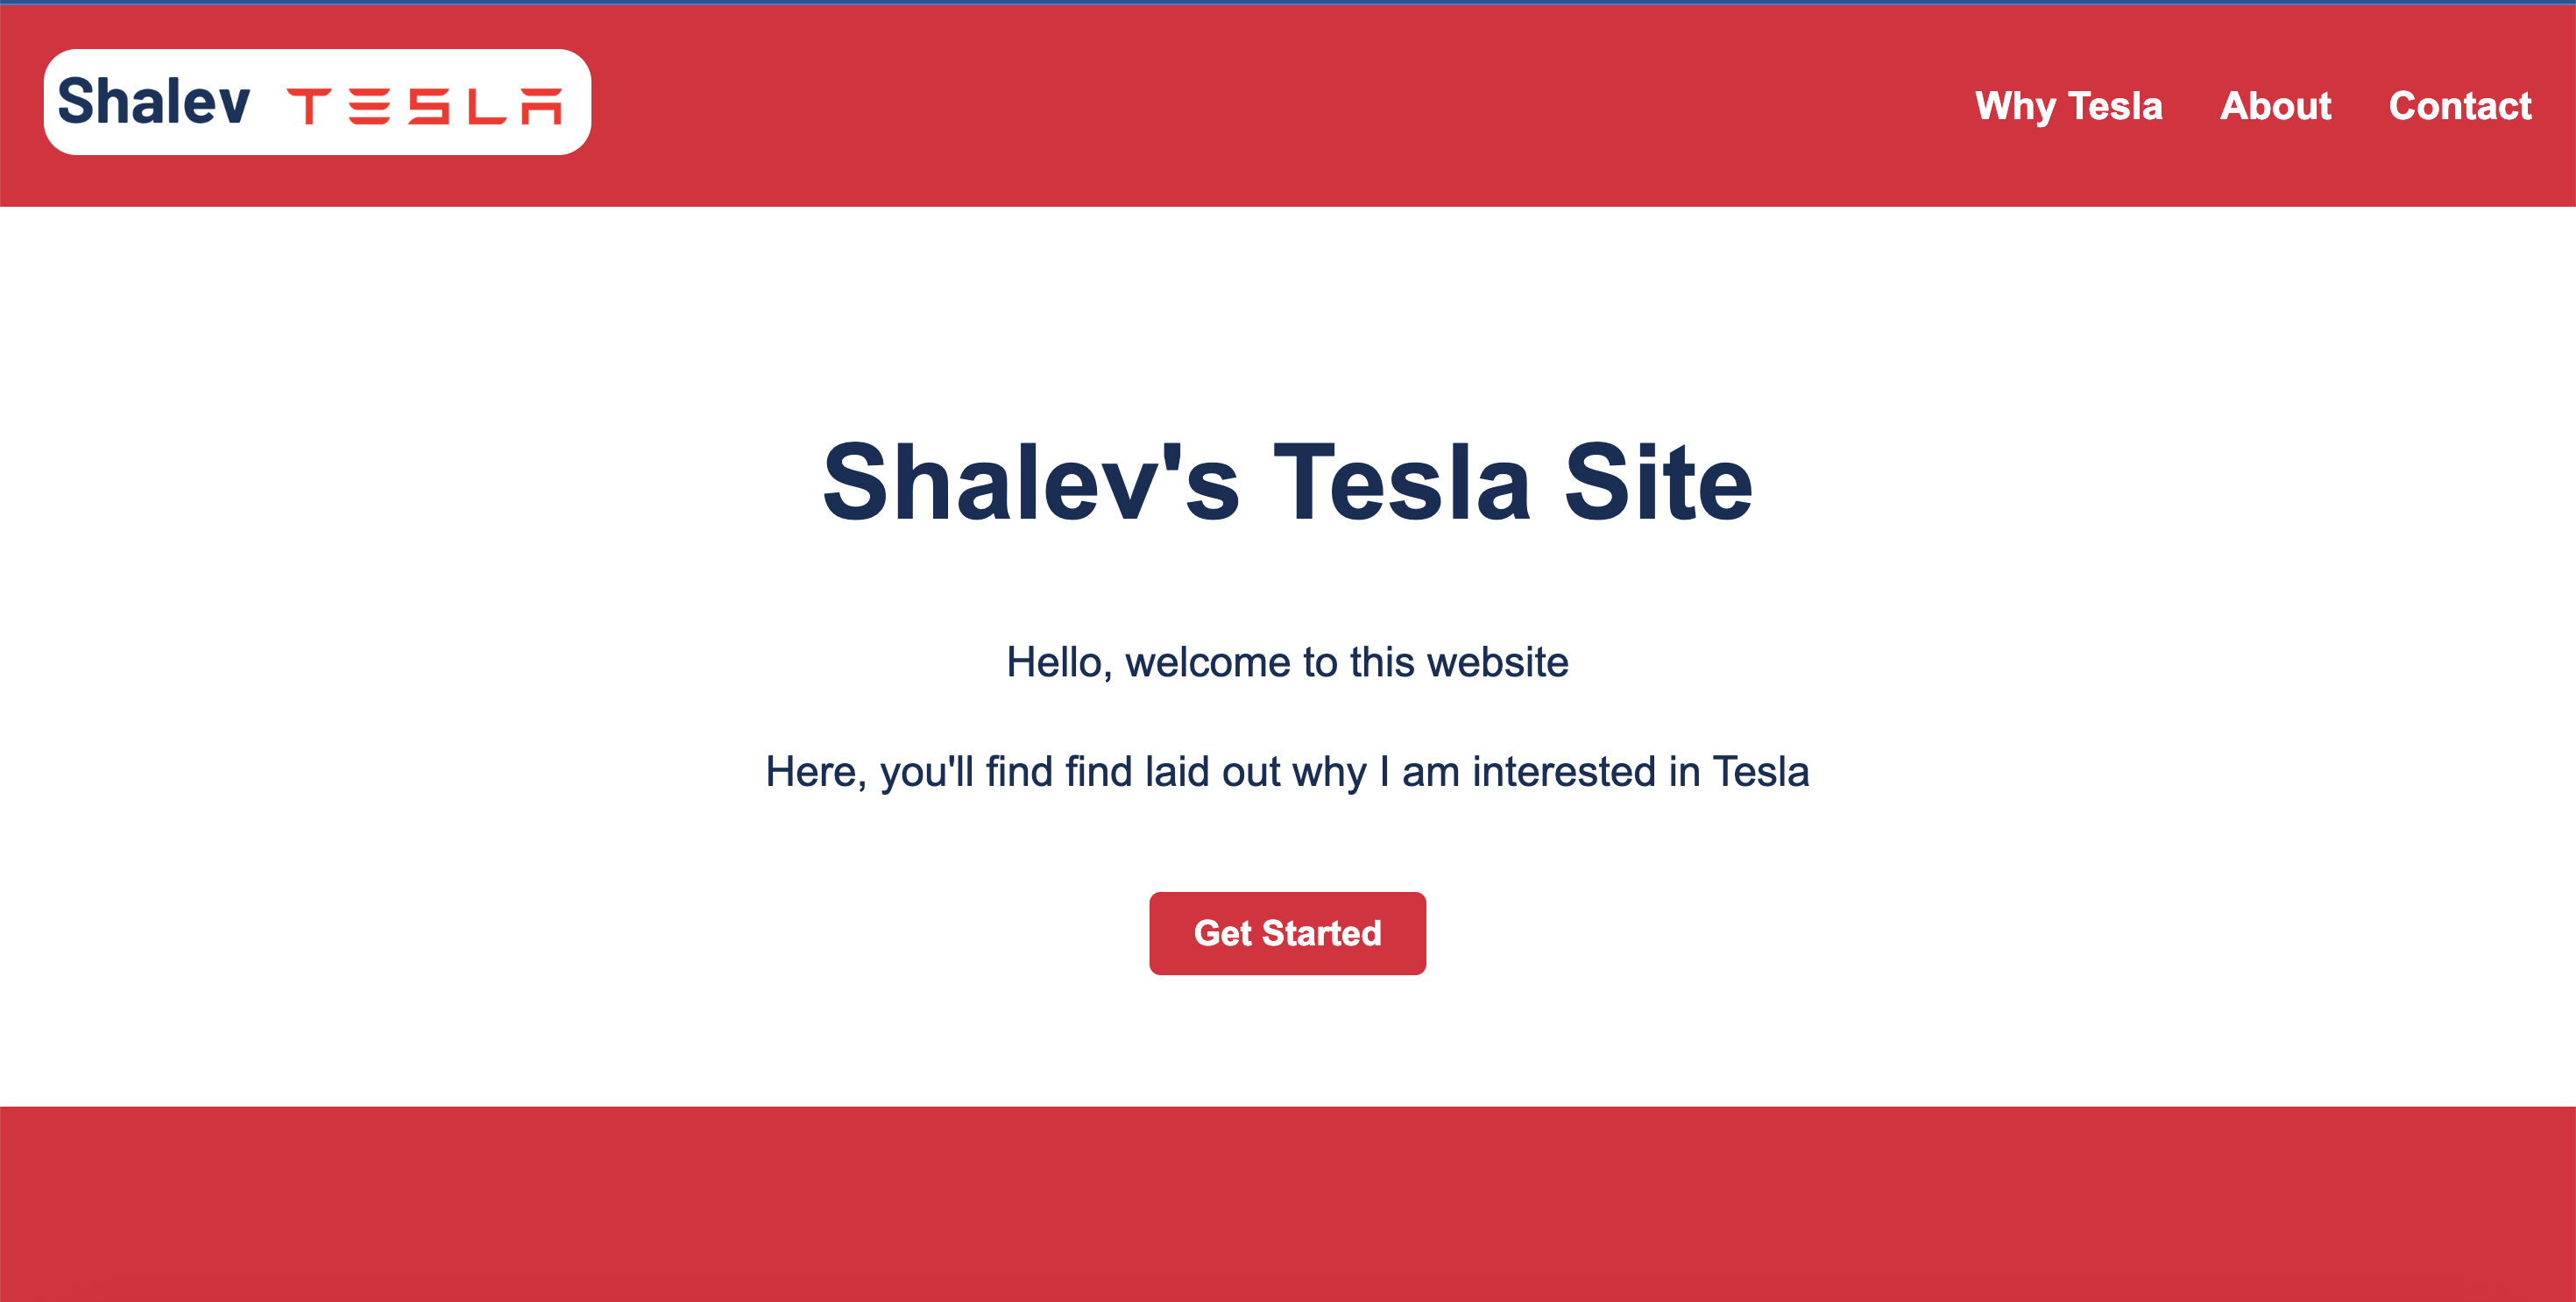 Shalev TESLA
Why Tesla About Contact
Shalev's Tesla Site
Hello, welcome to this website
Here, you'll find find laid out why I am interested in Tesla
Get Started